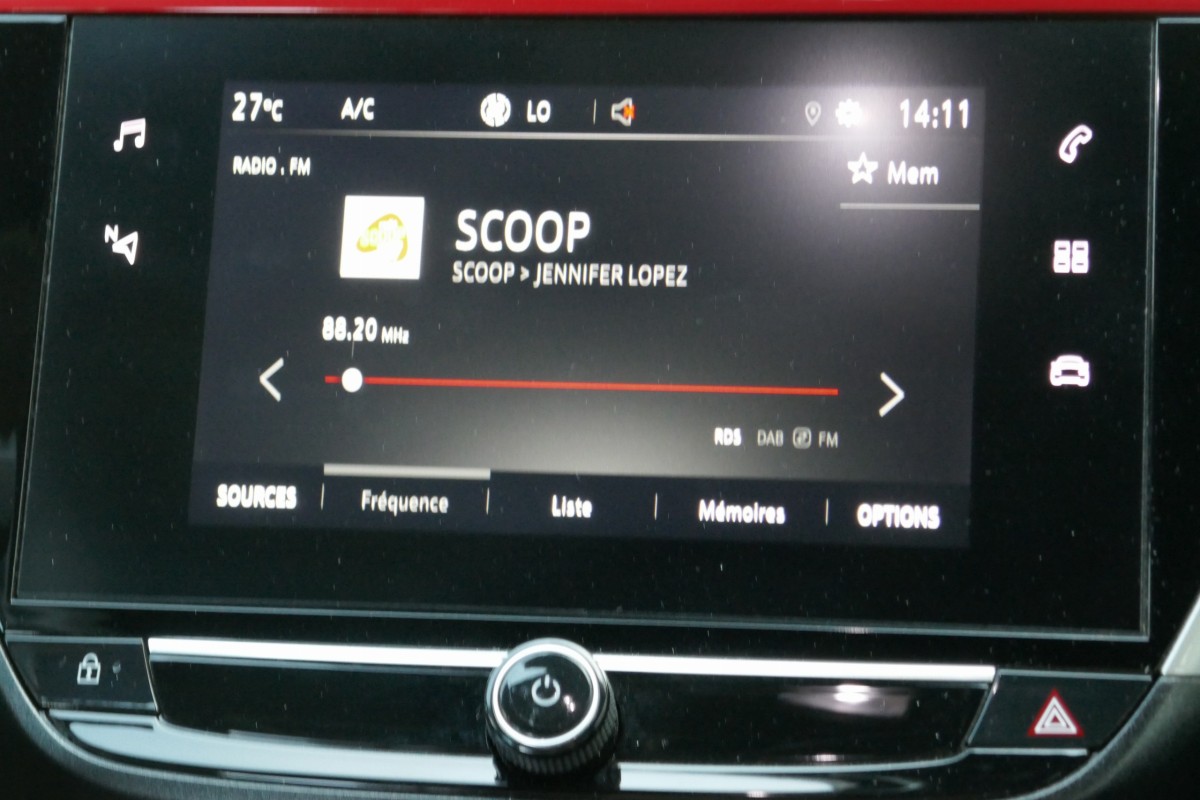 27°C A/C LO 14:11
RADIO . FM
Mem
N
SCOOP
SCOOP > JENNIFER LOPEZ
88.20 MHz
RDS DAB FM
SOURCES Fréquence Liste Mémoires OPTIONS